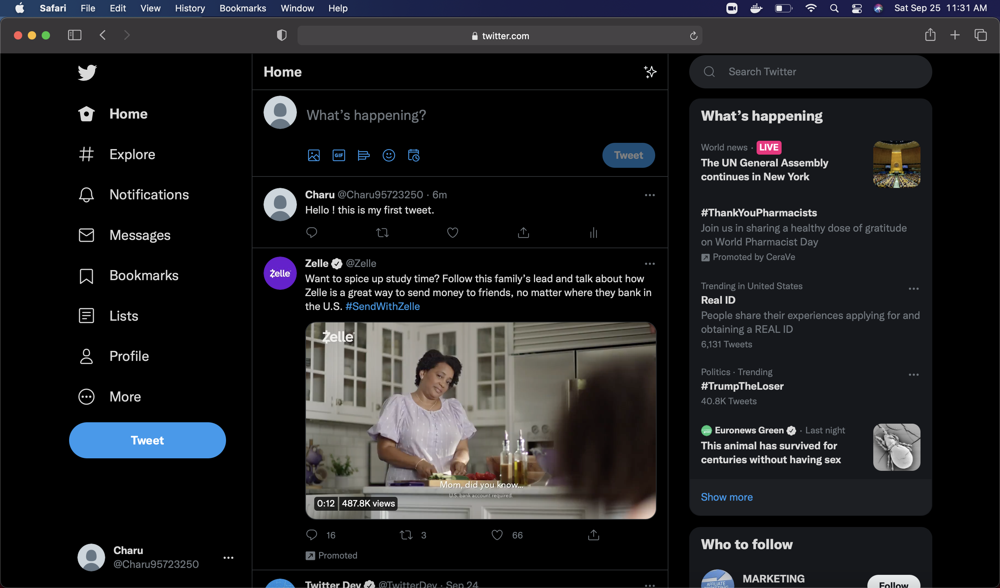 Safari File Edit View History Bookmarks Window Help
Sat Sep 25 11:31 AM
twitter.com
Home
Explore
Notifications
Messages
Bookmarks
Lists
Profile
More
Tweet
Charu
@Charu95723250
Home
What's happening?
GIF
Tweet
Charu @Charu95723250 · 6m
Hello ! this is my first tweet.
Zelle
Zelle @Zelle
Want to spice up study time? Follow this family's lead and talk about how
Zelle is a great way to send money to friends, no matter where they bank in
the U.S. #SendWithZelle
Zelle
Mom, did you know...
U.S. bank account required.
0:12 487.8K views
16 3 66
Promoted
Twitter Dev @TwitterDev · Sep 24
Search Twitter
What's happening
World news · LIVE
The UN General Assembly
continues in New York
#ThankYouPharmacists
Join us in sharing a healthy dose of gratitude
on World Pharmacist Day
Promoted by CeraVe
Trending in United States
Real ID
People share their experiences applying for and
obtaining a REAL ID
6,131 Tweets
Politics · Trending
#TrumpTheLoser
40.8K Tweets
Euronews Green · Last night
This animal has survived for
centuries without having sex
Show more
Who to follow
AFFILIATE
MARKETING
MARKETING
Follow